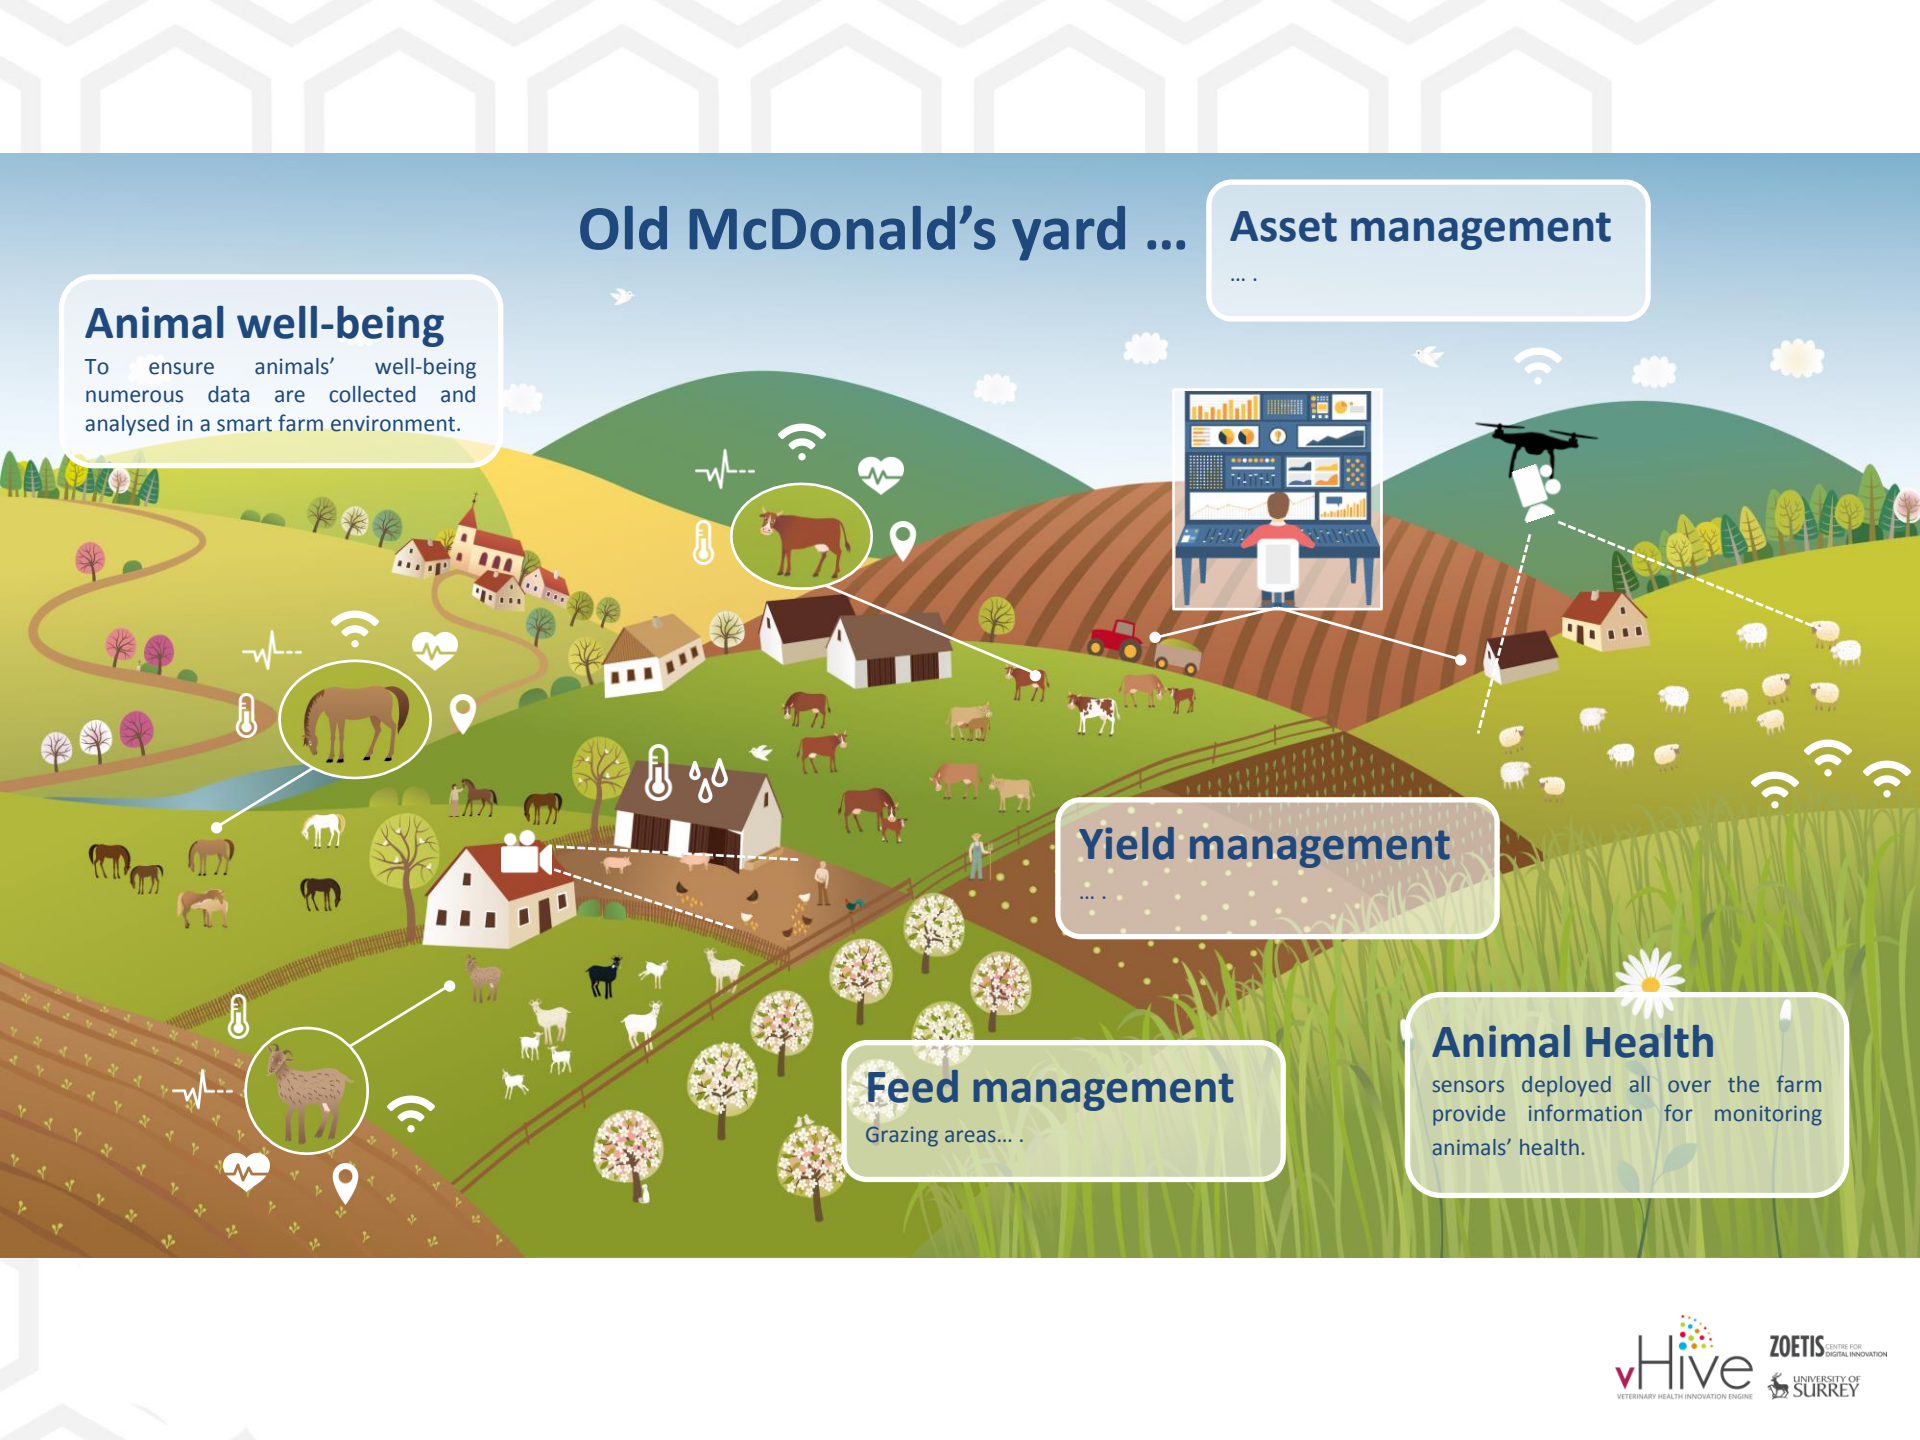 Old McDonald’s yard ...
Asset management
... .
Animal well-being
To ensure animals’ well-being
numerous data are collected and
analysed in a smart farm environment.
Yield management
... .
Feed management
Grazing areas... .
Animal Health
sensors deployed all over the farm
provide information for monitoring
animals’ health.
vHive
VETERINARY HEALTH INNOVATION ENGINE
ZOETIS CENTRE FOR
DIGITAL INNOVATION
UNIVERSITY OF
SURREY